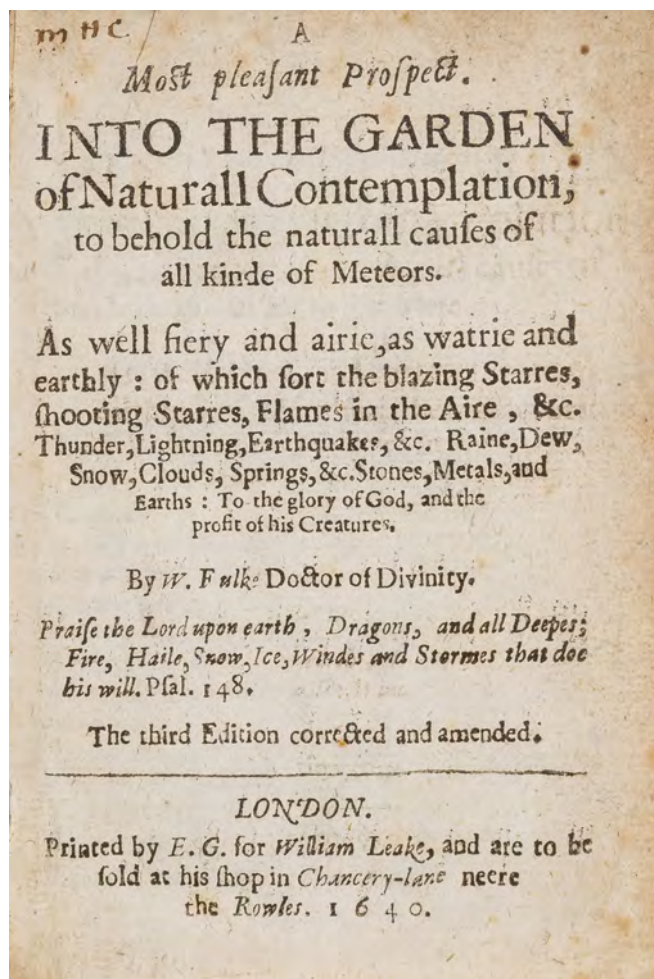 m H C.
A
Moſt pleaſant Proſpect.
INTO THE GARDEN
of Naturall Contemplation,
to behold the naturall cauſes of
all kinde of Meteors.
As well fiery and airie, as watrie and
earthly : of which ſort the blazing Starres,
ſhooting Starres, Flames in the Aire , &c.
Thunder, Lightning, Earthquakes, &c. Raine, Dew,
Snow, Clouds, Springs, &c. Stones, Metals, and
Earths : To the glory of God, and the
profit of his Creatures.
By W. Fulke Doctor of Divinity.
Praiſe the Lord upon earth , Dragons, and all Deepes;
Fire, Haile, Snow, Ice, Windes and Stormes that doe
his will. Pſal. 148.
The third Edition corrected and amended.
LONDON.
Printed by E. G. for William Leake, and are to be
ſold at his ſhop in Chancery-lane neere
the Rowles. 1640.